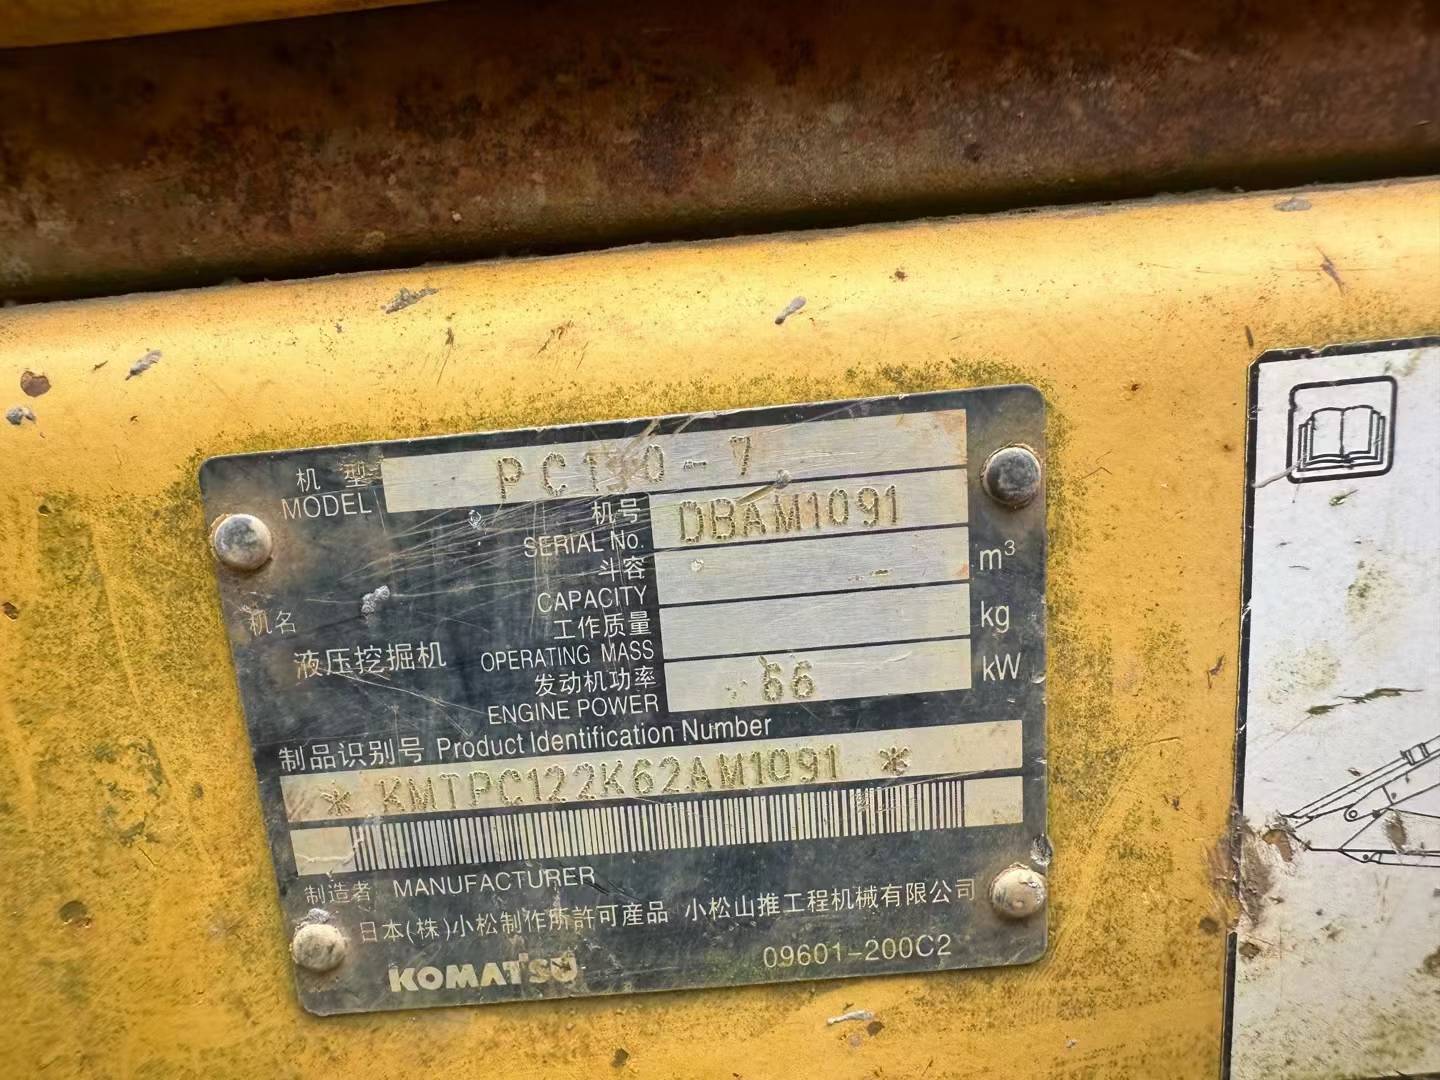 机 型
MODEL PC130-7
机号
SERIAL No. DBAM1091
斗容
CAPACITY m³
机名
液压挖掘机
工作质量
OPERATING MASS kg
发动机功率
ENGINE POWER 66 kW
制品识别号 Product Identification Number
* KMTPC122K62AM1091 *
制造者 MANUFACTURER
日本(株)小松制作所許可産品 小松山推工程机械有限公司
KOMATSU 09601-200C2